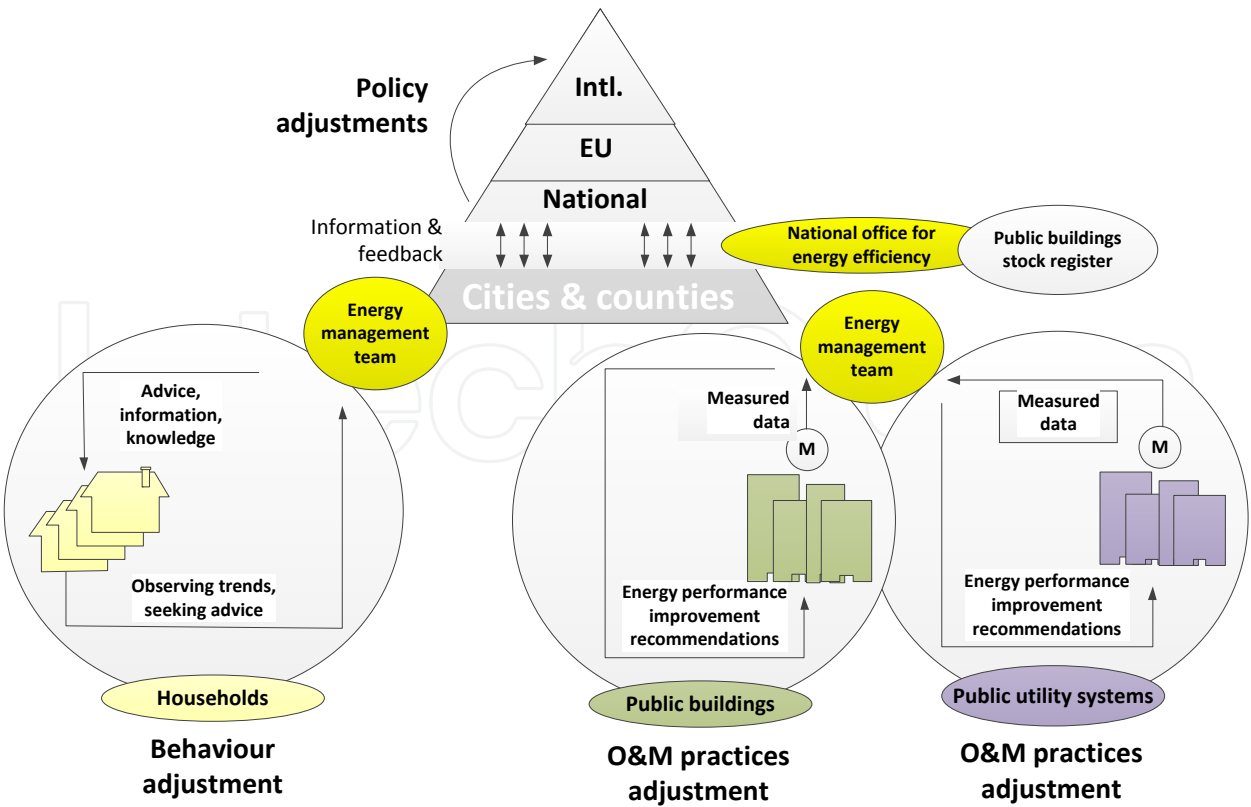 Intl.
Policy
adjustments
EU
National
Information &
feedback
National office for
energy efficiency
Public buildings
stock register
Cities & counties
Energy
management
team
Energy
management
team
Advice,
information,
knowledge
Observing trends,
seeking advice
Households
Behaviour
adjustment
Measured
data
M
Energy performance
improvement
recommendations
Public buildings
O&M practices
adjustment
Measured
data
M
Energy performance
improvement
recommendations
Public utility systems
O&M practices
adjustment